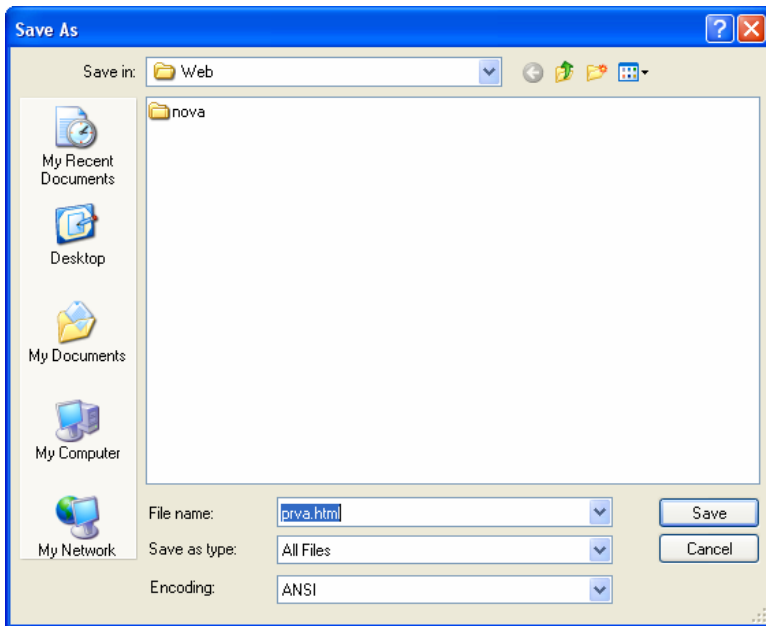 Save As
Save in:
Web
nova
My Recent
Documents
Desktop
My Documents
My Computer
My Network
File name:
prva.html
Save
Save as type:
All Files
Cancel
Encoding:
ANSI